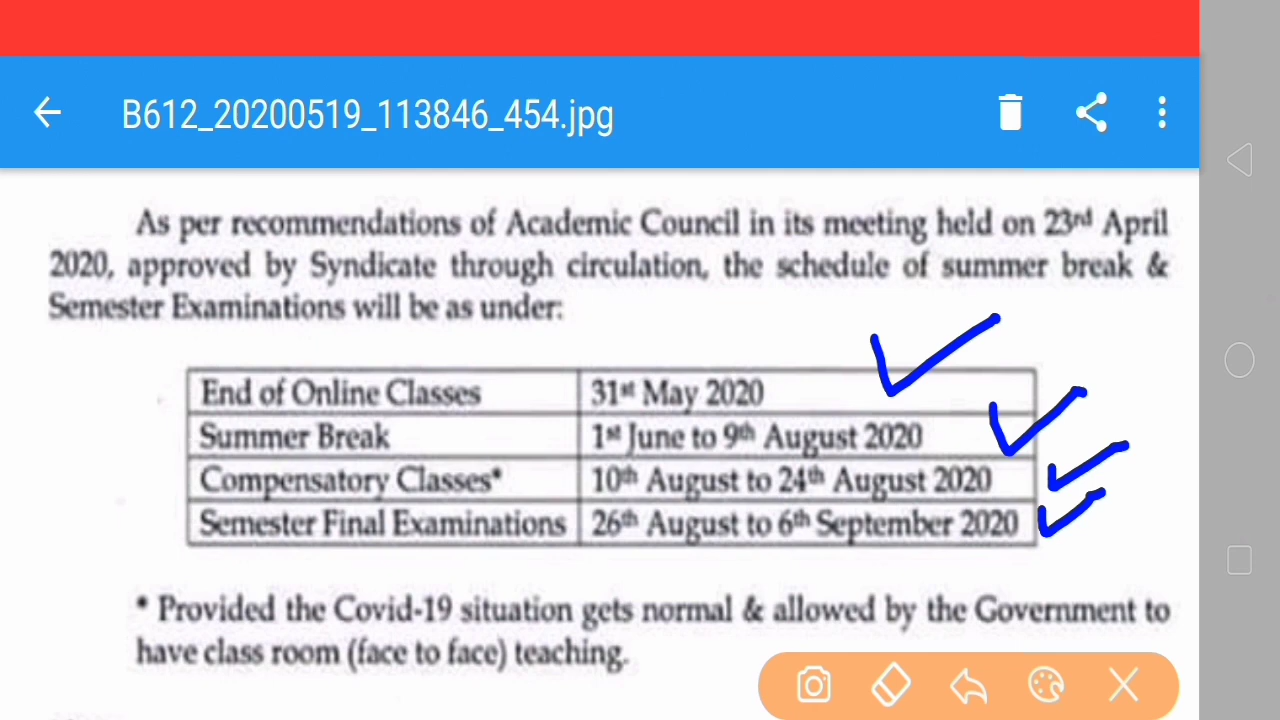 B612_20200519_113846_454.jpg
As per recommendations of Academic Council in its meeting held on 23rd April
2020, approved by Syndicate through circulation, the schedule of summer break &
Semester Examinations will be as under:
End of Online Classes 31st May 2020
Summer Break 1st June to 9th August 2020
Compensatory Classes* 10th August to 24th August 2020
Semester Final Examinations 26th August to 6th September 2020
* Provided the Covid-19 situation gets normal & allowed by the Government to
have class room (face to face) teaching.